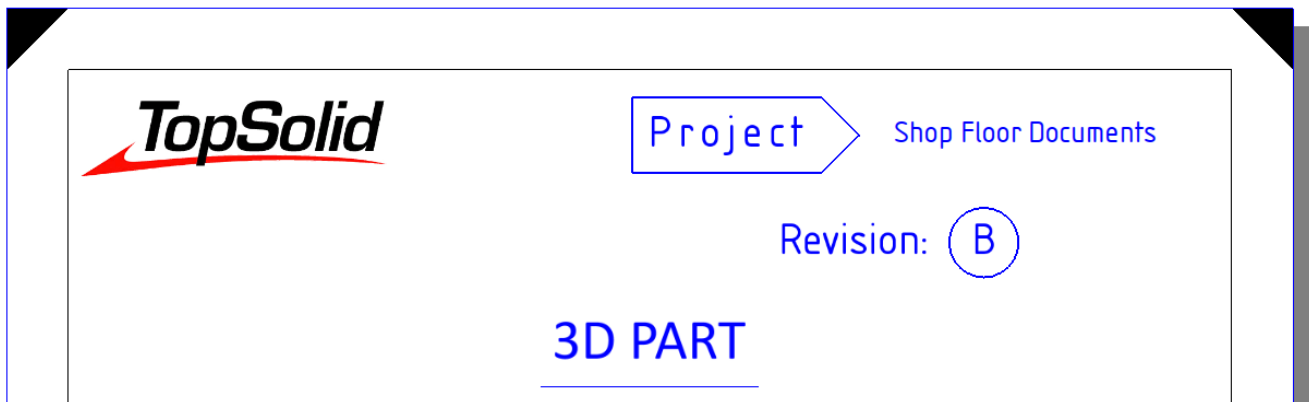 TopSolid
Project
Shop Floor Documents
Revision: B
3D PART